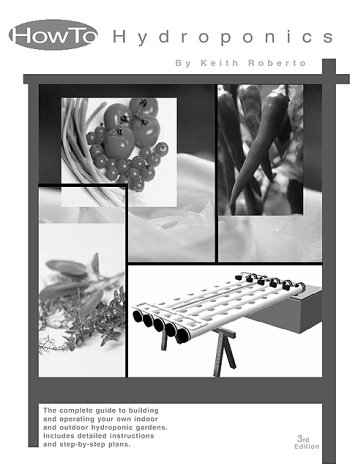 HowTo Hydroponics
By Keith Roberto
The complete guide to building
and operating your own indoor
and outdoor hydroponic gardens.
Includes detailed instructions
and step-by-step plans.
3rd
Edition